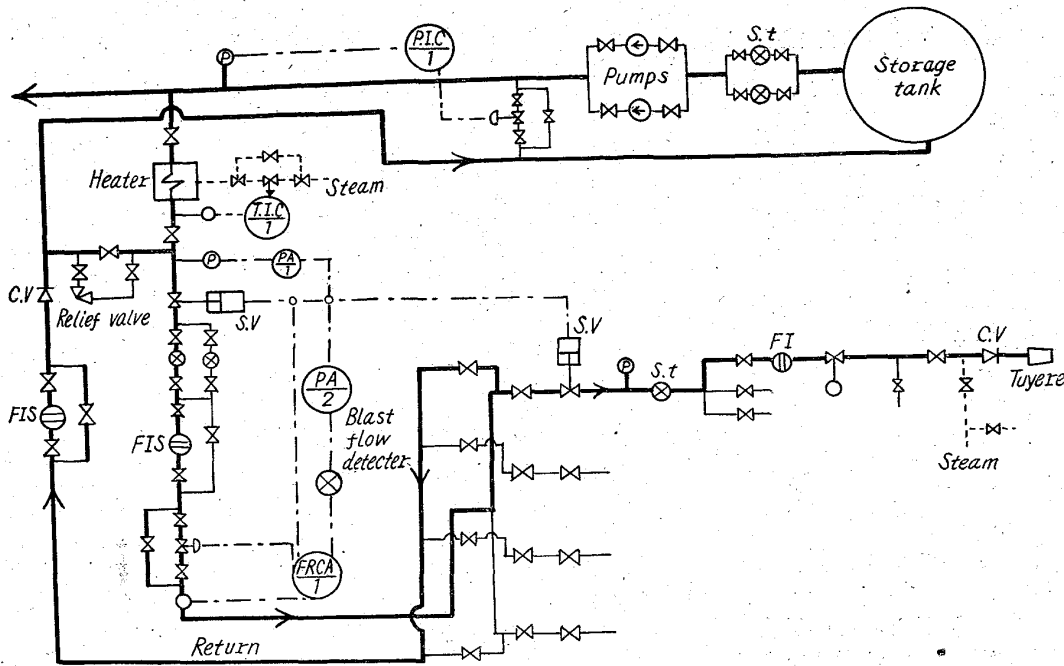 P.I.C
1
S.t
P
Pumps
Storage
tank
Heater
Steam
T.I.C
1
P
PA
1
C.V
Relief valve
S.V
S.V
FI
C.V
P
S.t
Tuyere
PA
2
FIS
FIS
Blast
flow
detecter
Steam
FRCA
1
Return